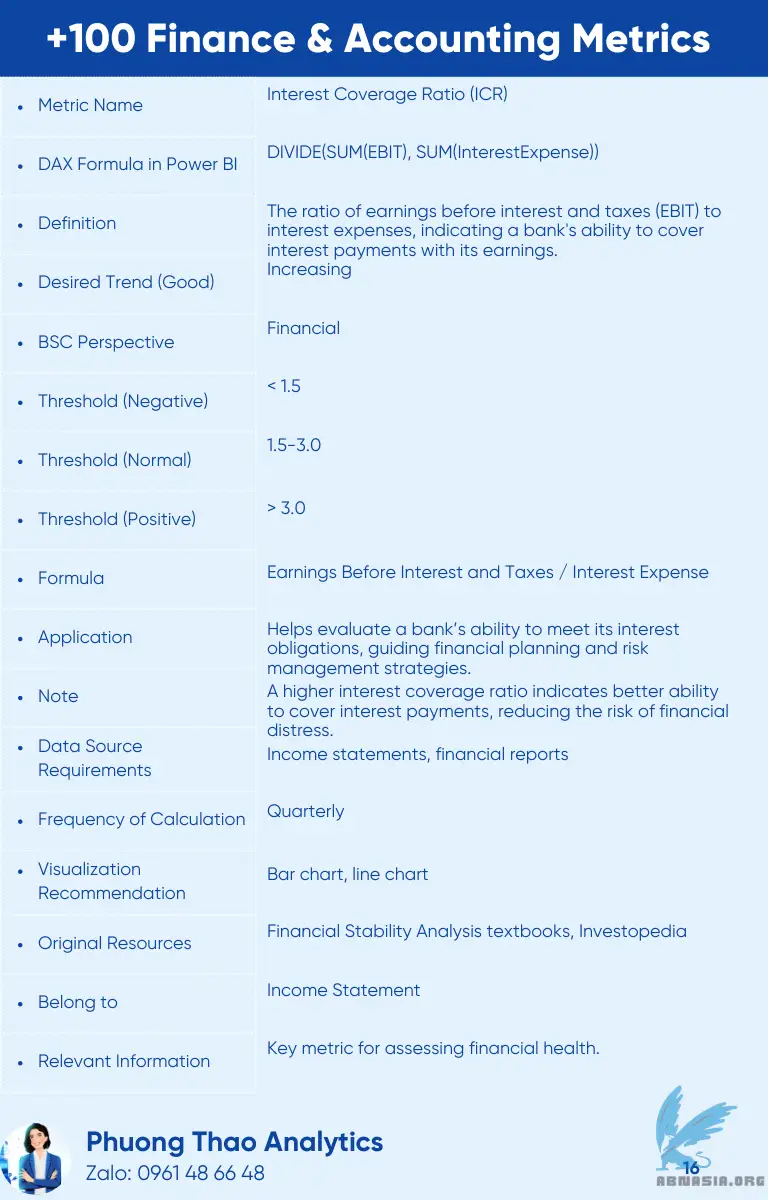 +100 Finance & Accounting Metrics
• Metric Name
Interest Coverage Ratio (ICR)
• DAX Formula in Power BI
DIVIDE(SUM(EBIT), SUM(InterestExpense))
• Definition
The ratio of earnings before interest and taxes (EBIT) to
interest expenses, indicating a bank's ability to cover
interest payments with its earnings.
• Desired Trend (Good)
Increasing
• BSC Perspective
Financial
• Threshold (Negative)
< 1.5
• Threshold (Normal)
1.5-3.0
• Threshold (Positive)
> 3.0
• Formula
Earnings Before Interest and Taxes / Interest Expense
• Application
Helps evaluate a bank’s ability to meet its interest
obligations, guiding financial planning and risk
management strategies.
• Note
A higher interest coverage ratio indicates better ability
to cover interest payments, reducing the risk of financial
distress.
• Data Source
Requirements
Income statements, financial reports
• Frequency of Calculation
Quarterly
• Visualization
Recommendation
Bar chart, line chart
• Original Resources
Financial Stability Analysis textbooks, Investopedia
• Belong to
Income Statement
• Relevant Information
Key metric for assessing financial health.
Phuong Thao Analytics
Zalo: 0961 48 66 48
16
ABNASIA.ORG